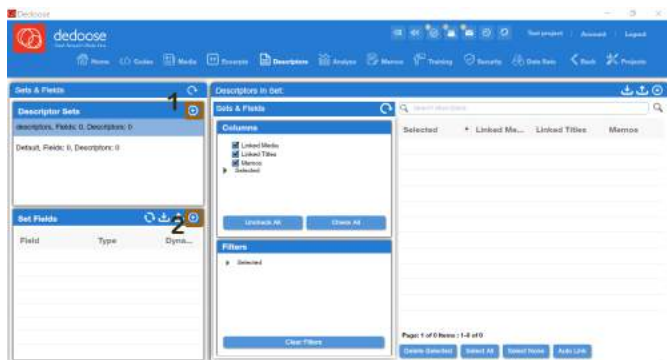 Dedoose
dedoose
Test project | Account | Logout
Home Codes Media Excerpts Descriptors Analyze Memos Training Security Data Sets Back Projects
Sets & Fields
Descriptors in Set:
1
Descriptor Sets
descriptors, Fields: 0, Descriptors: 0
Default, Fields: 0, Descriptors: 0
Set Fields
2
Field Type Dyna...
Sets & Fields
Columns
Linked Media
Linked Titles
Memos
Selected
Uncheck All Check All
Filters
Selected
Clear Filters
Search descriptors
Selected Linked Me... Linked Titles Memos
Page: 1 of 0 Items : 1-0 of 0
Delete Selected Select All Select None Auto Link